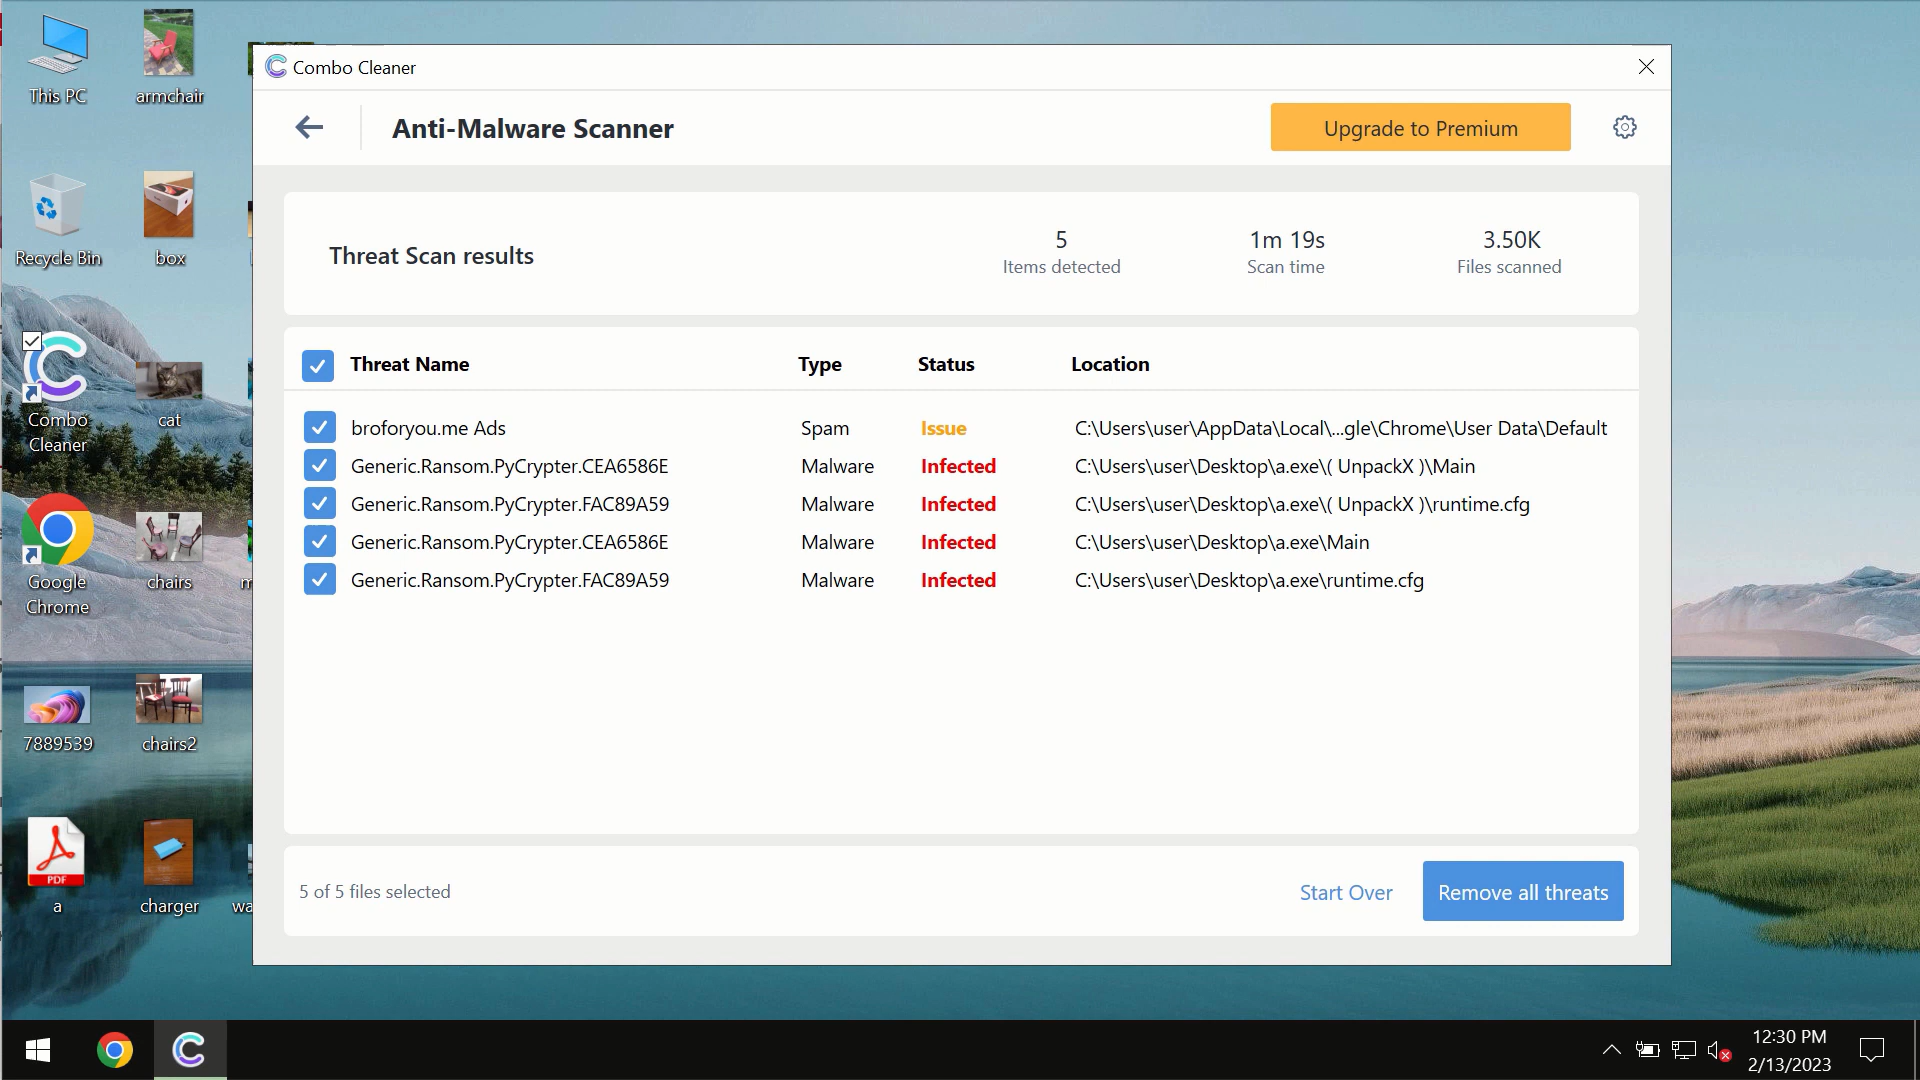 This PC
armchair
Recycle Bin
box
Combo
Cleaner
cat
Google
Chrome
chairs
m
7889539
chairs2
PDF
a
charger
wa
Combo Cleaner
Anti-Malware Scanner
Upgrade to Premium
Threat Scan results
5
Items detected
1m 19s
Scan time
3.50K
Files scanned
Threat Name Type Status Location
broforyou.me Ads Spam Issue C:\Users\user\AppData\Local\...gle\Chrome\User Data\Default
Generic.Ransom.PyCrypter.CEA6586E Malware Infected C:\Users\user\Desktop\a.exe\( UnpackX )\Main
Generic.Ransom.PyCrypter.FAC89A59 Malware Infected C:\Users\user\Desktop\a.exe\( UnpackX )\runtime.cfg
Generic.Ransom.PyCrypter.CEA6586E Malware Infected C:\Users\user\Desktop\a.exe\Main
Generic.Ransom.PyCrypter.FAC89A59 Malware Infected C:\Users\user\Desktop\a.exe\runtime.cfg
5 of 5 files selected
Start Over
Remove all threats
12:30 PM
2/13/2023